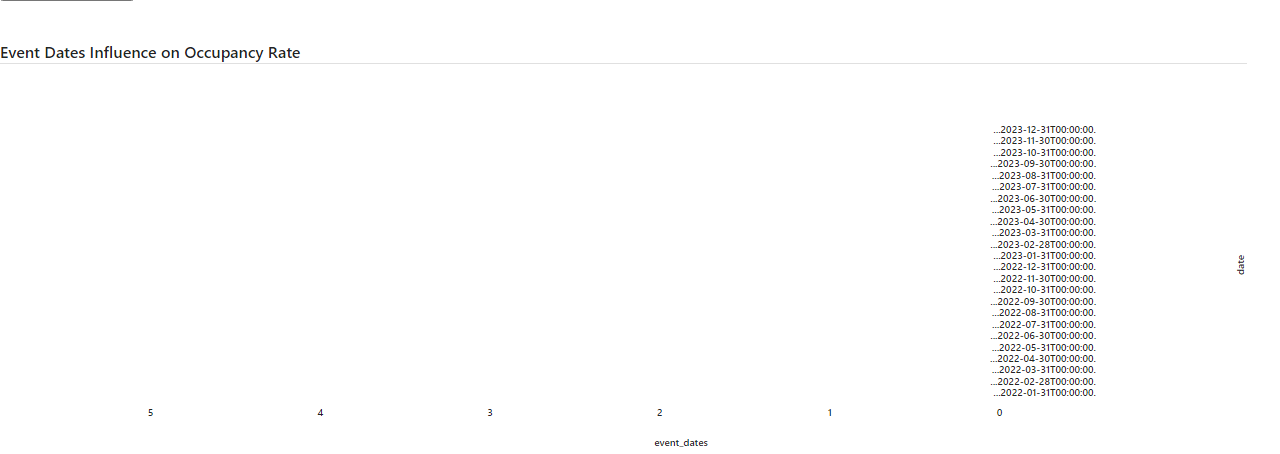 Event Dates Influence on Occupancy Rate
...2023-12-31T00:00:00.
...2023-11-30T00:00:00.
...2023-10-31T00:00:00.
...2023-09-30T00:00:00.
...2023-08-31T00:00:00.
...2023-07-31T00:00:00.
...2023-06-30T00:00:00.
...2023-05-31T00:00:00.
...2023-04-30T00:00:00.
...2023-03-31T00:00:00.
...2023-02-28T00:00:00.
...2023-01-31T00:00:00.
...2022-12-31T00:00:00.
...2022-11-30T00:00:00.
...2022-10-31T00:00:00.
...2022-09-30T00:00:00.
...2022-08-31T00:00:00.
...2022-07-31T00:00:00.
...2022-06-30T00:00:00.
...2022-05-31T00:00:00.
...2022-04-30T00:00:00.
...2022-03-31T00:00:00.
...2022-02-28T00:00:00.
...2022-01-31T00:00:00.
date
5 4 3 2 1 0
event_dates